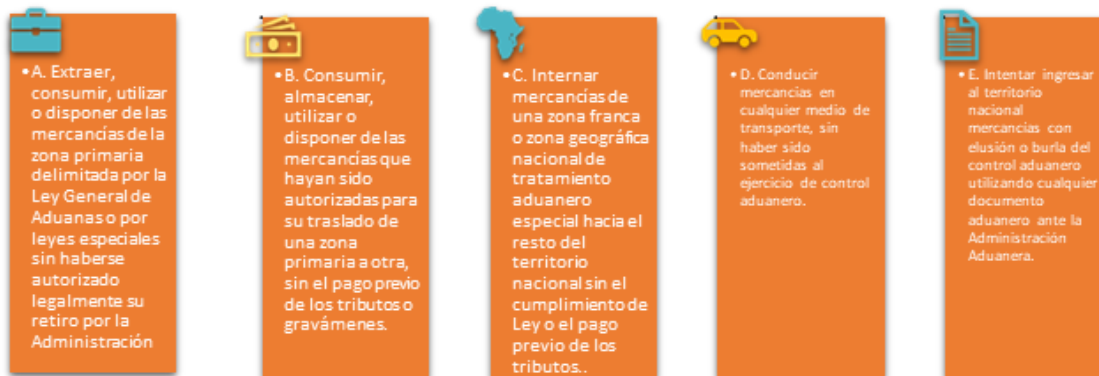 •A. Extraer,
consumir, utilizar
o disponer de las
mercancías de la
zona primaria
delimitada por la
Ley General de
Aduanas o por
leyes especiales
sin haberse
autorizado
legalmente su
retiro por la
Administración
•B. Consumir,
almacenar,
utilizar o
disponer de las
mercancías que
hayan sido
autorizadas para
su traslado de
una zona
primaria a otra,
sin el pago previo
de los tributos o
gravámenes.
•C. Internar
mercancías de
una zona franca
o zona geográfica
nacional de
tratamiento
aduanero
especial hacia el
resto del
territorio
nacional sin el
cumplimiento de
Ley o el pago
previo de los
tributos..
•D. Conducir
mercancias en
cualquier medio de
transporte, sin
haber sido
sometidas al
ejercicio de control
aduanero.
•E. Intentar ingresar
al territorio
nacional
mercancias con
elusión o burla del
control aduanero
utilizando cualquier
documento
aduanero ante la
Administración
Aduanera.